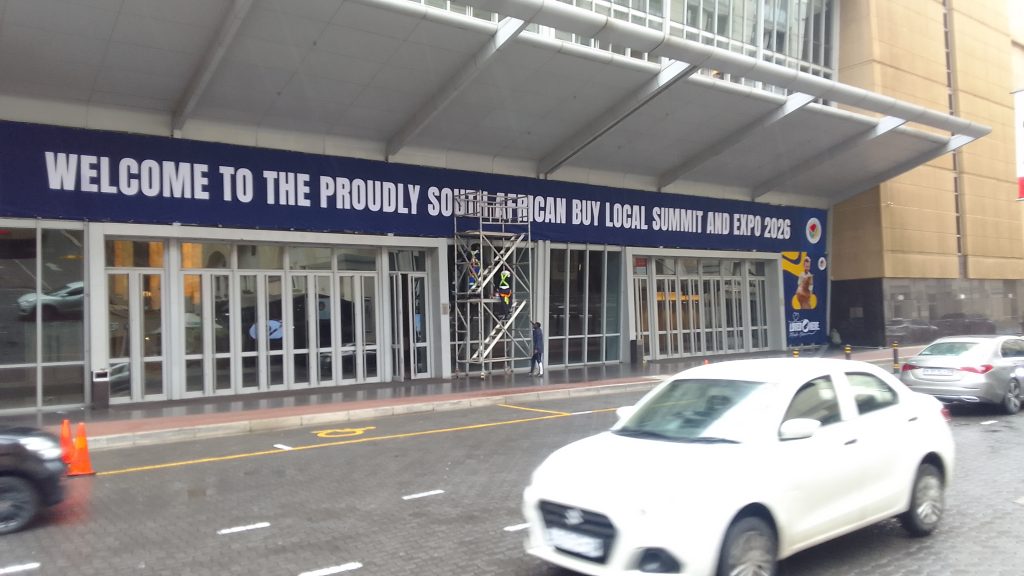 WELCOME TO THE PROUDLY SOUTH AFRICAN BUY LOCAL SUMMIT AND EXPO 2026